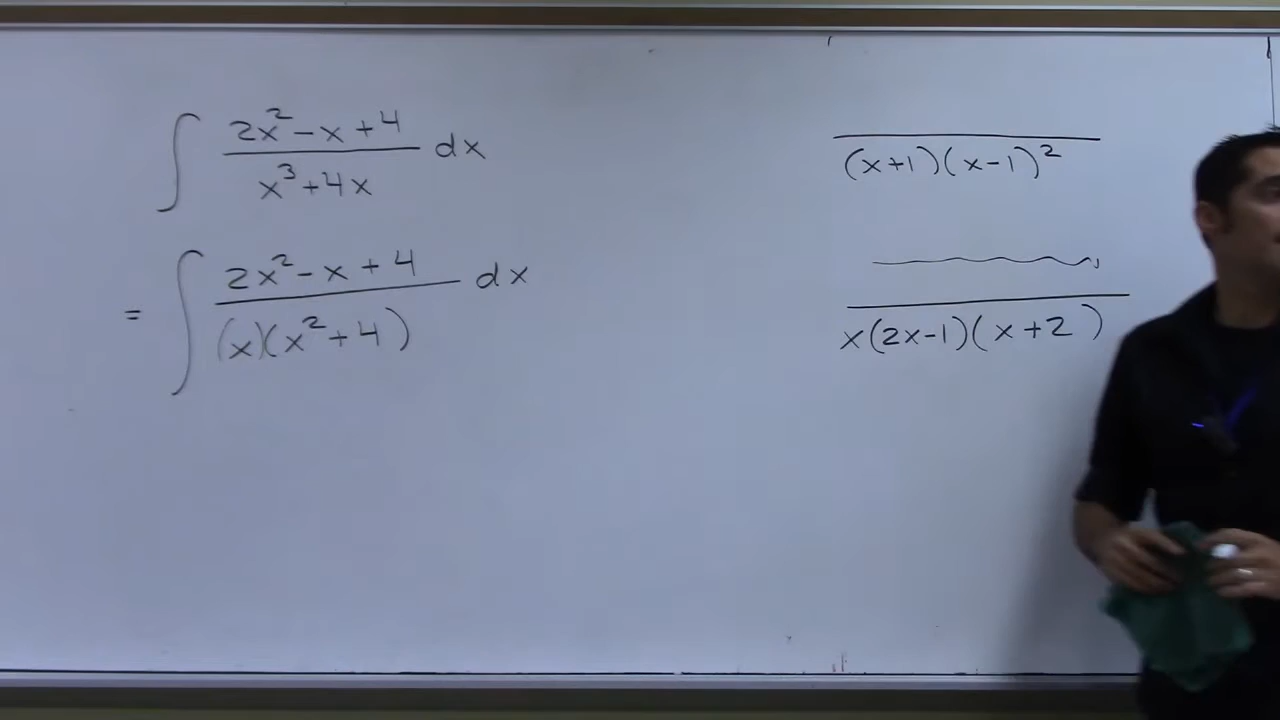 ∫ (2x² - x + 4)/(x³ + 4x) dx
= ∫ (2x² - x + 4)/((x)(x² + 4)) dx
(x+1)(x-1)²
x(2x-1)(x+2)